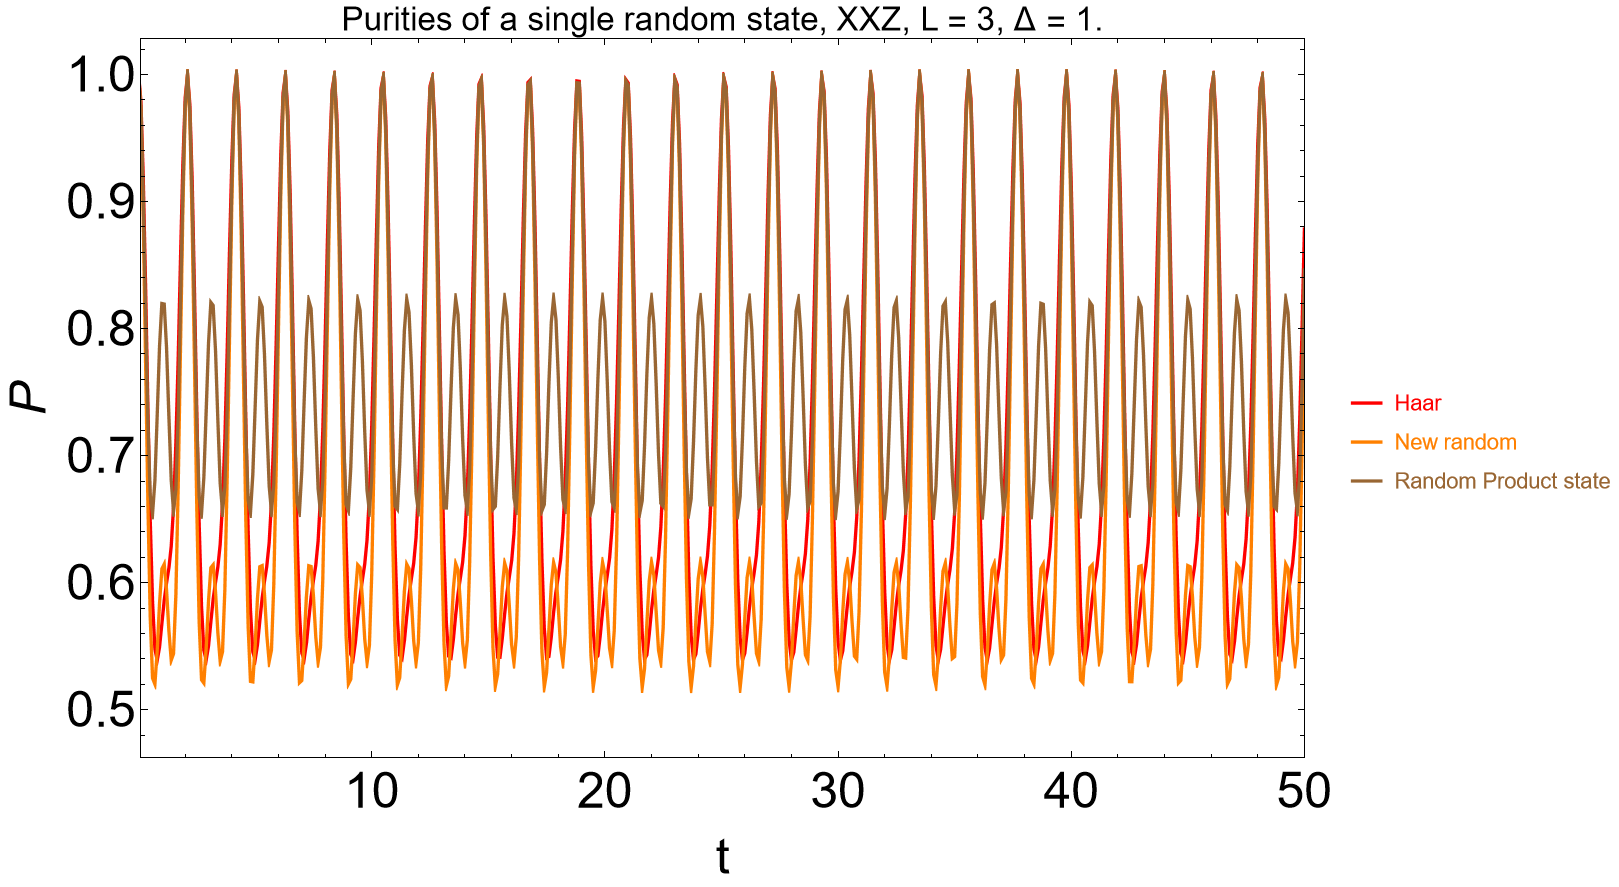 Purities of a single random state, XXZ, L = 3, Δ = 1.
1.0
0.9
0.8
0.7
0.6
0.5
P
10
20
30
40
50
t
Haar
New random
Random Product state